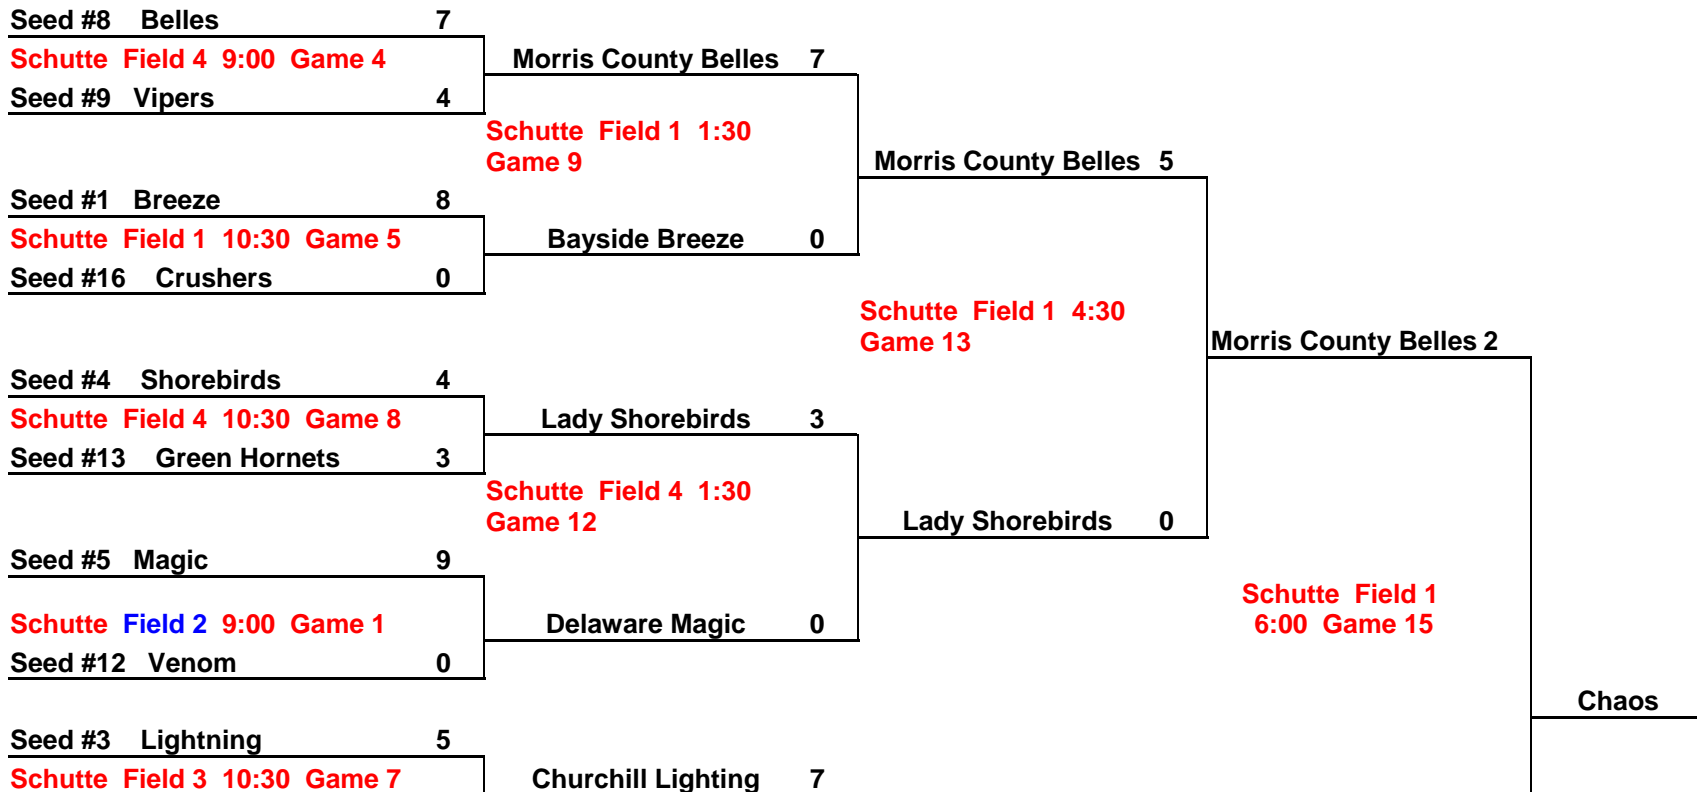 Seed #8 Belles 7
Schutte Field 4 9:00 Game 4
Seed #9 Vipers 4
Morris County Belles 7
Schutte Field 1 1:30
Game 9
Seed #1 Breeze 8
Schutte Field 1 10:30 Game 5
Seed #16 Crushers 0
Bayside Breeze 0
Morris County Belles 5
Schutte Field 1 4:30
Game 13
Seed #4 Shorebirds 4
Schutte Field 4 10:30 Game 8
Seed #13 Green Hornets 3
Lady Shorebirds 3
Schutte Field 4 1:30
Game 12
Seed #5 Magic 9
Schutte Field 2 9:00 Game 1
Seed #12 Venom 0
Delaware Magic 0
Lady Shorebirds 0
Morris County Belles 2
Schutte Field 1
6:00 Game 15
Chaos
Seed #3 Lightning 5
Schutte Field 3 10:30 Game 7
Churchill Lighting 7